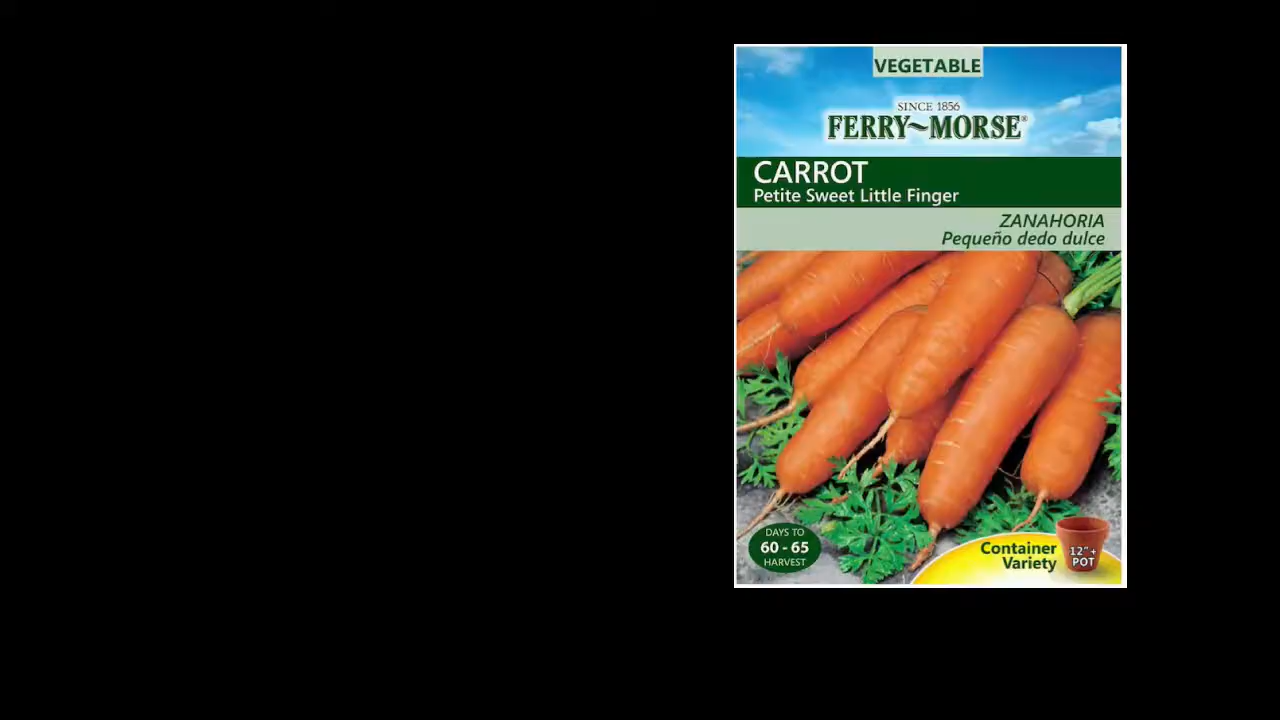 VEGETABLE
SINCE 1856
FERRY~MORSE®
CARROT
Petite Sweet Little Finger
ZANAHORIA
Pequeño dedo dulce
DAYS TO
60 - 65
HARVEST
Container
Variety
12"+
POT